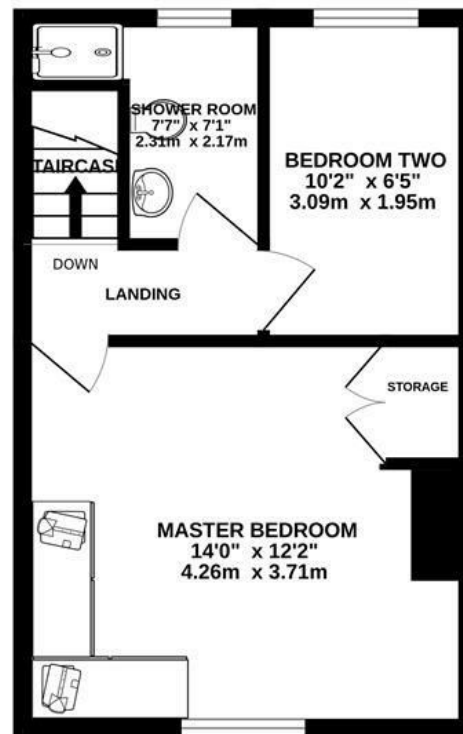 SHOWER ROOM
7'7" x 7'1"
2.31m x 2.17m
BEDROOM TWO
10'2" x 6'5"
3.09m x 1.95m
TAIRCASE
DOWN
LANDING
STORAGE
MASTER BEDROOM
14'0" x 12'2"
4.26m x 3.71m